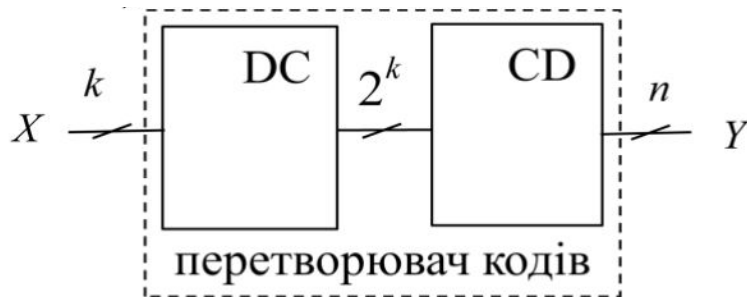 DC
CD
k
2^k
n
X
Y
перетворювач кодів